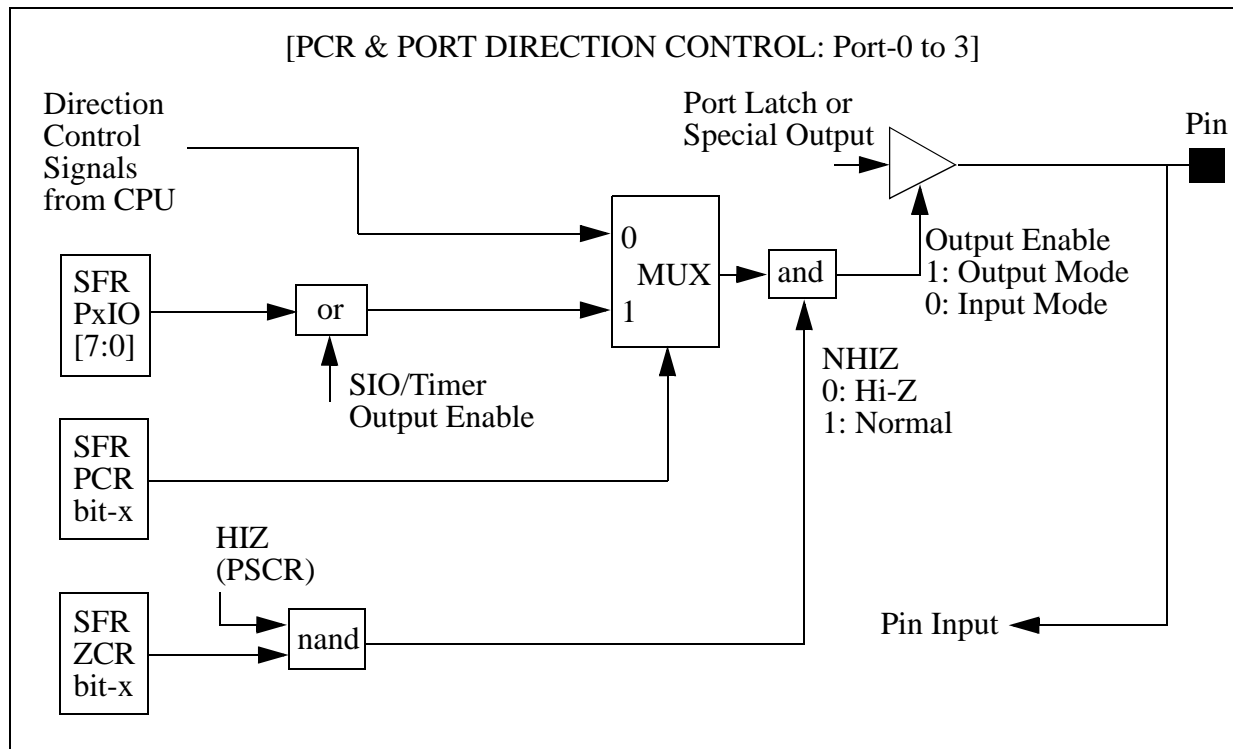 [PCR & PORT DIRECTION CONTROL: Port-0 to 3]
Direction
Control
Signals
from CPU
Port Latch or
Special Output
Pin
SFR
PxIO
[7:0]
or
SIO/Timer
Output Enable
0
MUX
1
and
Output Enable
1: Output Mode
0: Input Mode
NHIZ
0: Hi-Z
1: Normal
SFR
PCR
bit-x
HIZ
(PSCR)
SFR
ZCR
bit-x
nand
Pin Input